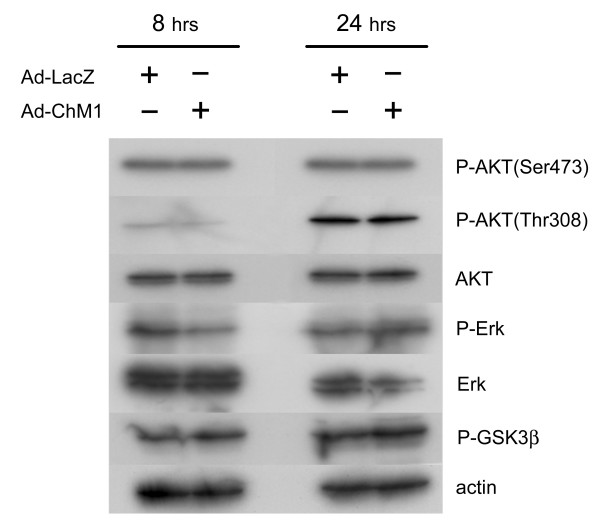 8 hrs 24 hrs
Ad-LacZ + − + −
Ad-ChM1 − + − +
P-AKT(Ser473)
P-AKT(Thr308)
AKT
P-Erk
Erk
P-GSK3β
actin